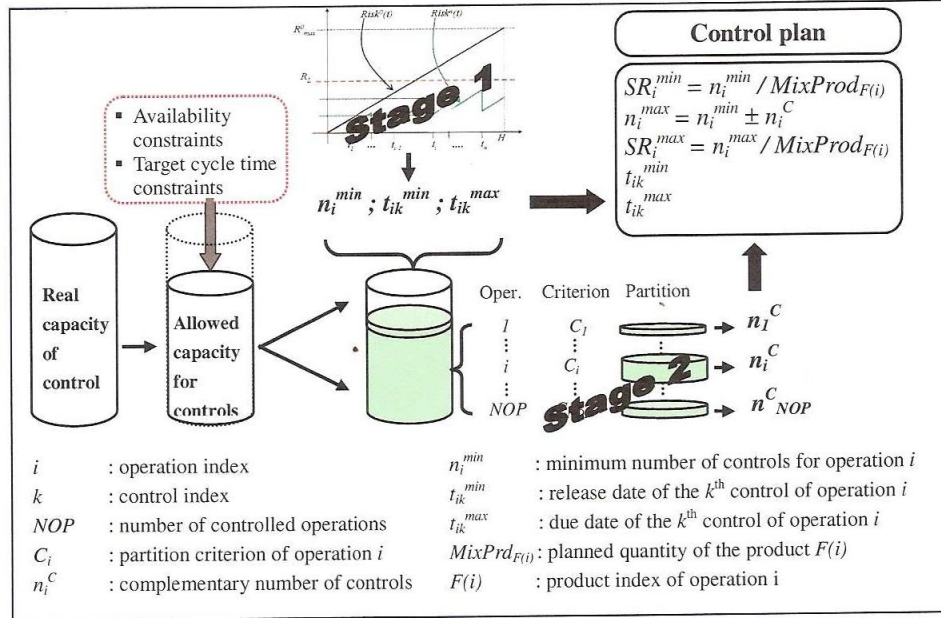 R⁰max
Risk⁰(t)
Riskⁿ(t)
R_L
Stage 1
H
Control plan
SR_i^min = n_i^min / MixProd_F(i)
n_i^max = n_i^min ± n_i^C
SR_i^max = n_i^max / MixProd_F(i)
t_ik^min
t_ik^max
▪ Availability
constraints
▪ Target cycle time
constraints
n_i^min ; t_ik^min ; t_ik^max
Real
capacity
of
control
Allowed
capacity
for
controls
Oper. Criterion Partition
1 C_1 n_1^C
i C_i n_i^C
NOP n^C_NOP
Stage 2
i : operation index
k : control index
NOP : number of controlled operations
C_i : partition criterion of operation i
n_i^C : complementary number of controls
n_i^min : minimum number of controls for operation i
t_ik^min : release date of the k^th control of operation i
t_ik^max : due date of the k^th control of operation i
MixPrd_F(i) : planned quantity of the product F(i)
F(i) : product index of operation i